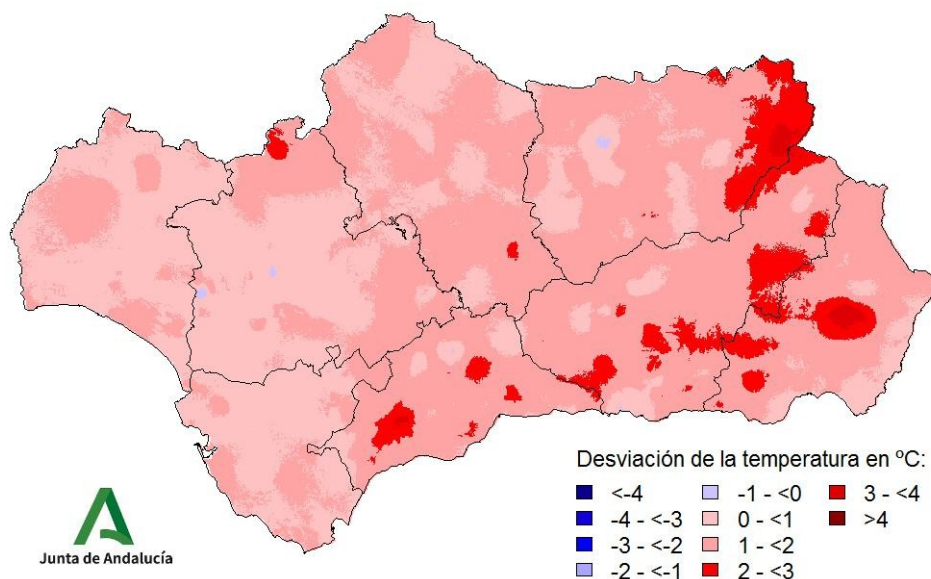 Desviación de la temperatura en ºC:
<-4 -1 - <0 3 - <4
-4 - <-3 0 - <1 >4
-3 - <-2 1 - <2
-2 - <-1 2 - <3
Junta de Andalucía